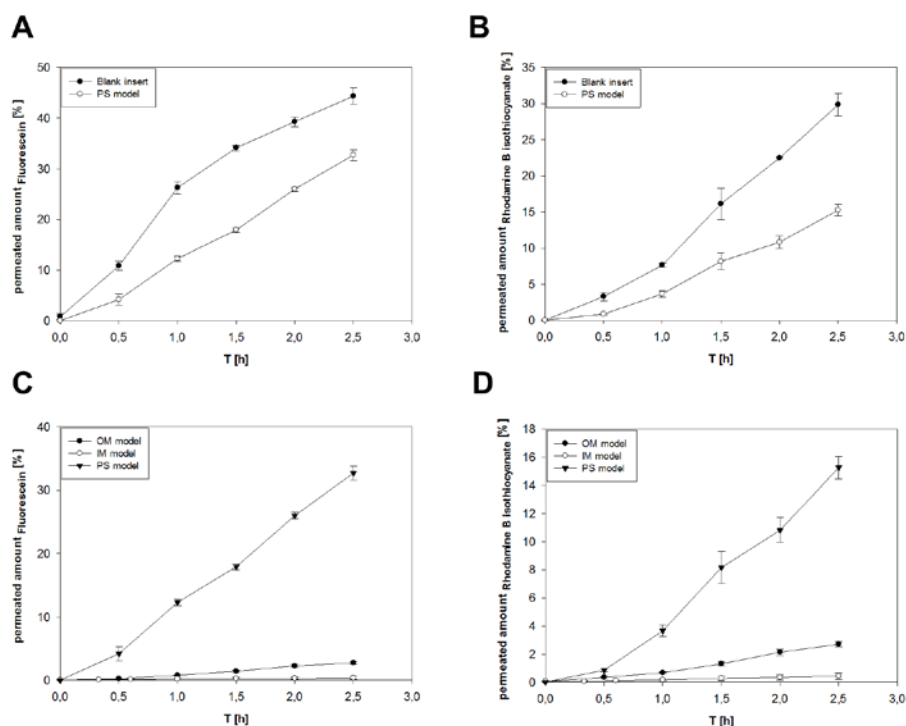 A
permeated amount Fluorescein [%]
50
40
30
20
10
0
Blank insert
PS model
0,0 0,5 1,0 1,5 2,0 2,5 3,0
T [h]
B
permeated amount Rhodamine B isothiocyanate [%]
35
30
25
20
15
10
5
0
Blank insert
PS model
0,0 0,5 1,0 1,5 2,0 2,5 3,0
T [h]
C
permeated amount Fluorescein [%]
40
30
20
10
0
OM model
IM model
PS model
0,0 0,5 1,0 1,5 2,0 2,5 3,0
T [h]
D
permeated amount Rhodamine B isothiocyanate [%]
18
16
14
12
10
8
6
4
2
0
OM model
IM model
PS model
0,0 0,5 1,0 1,5 2,0 2,5 3,0
T [h]